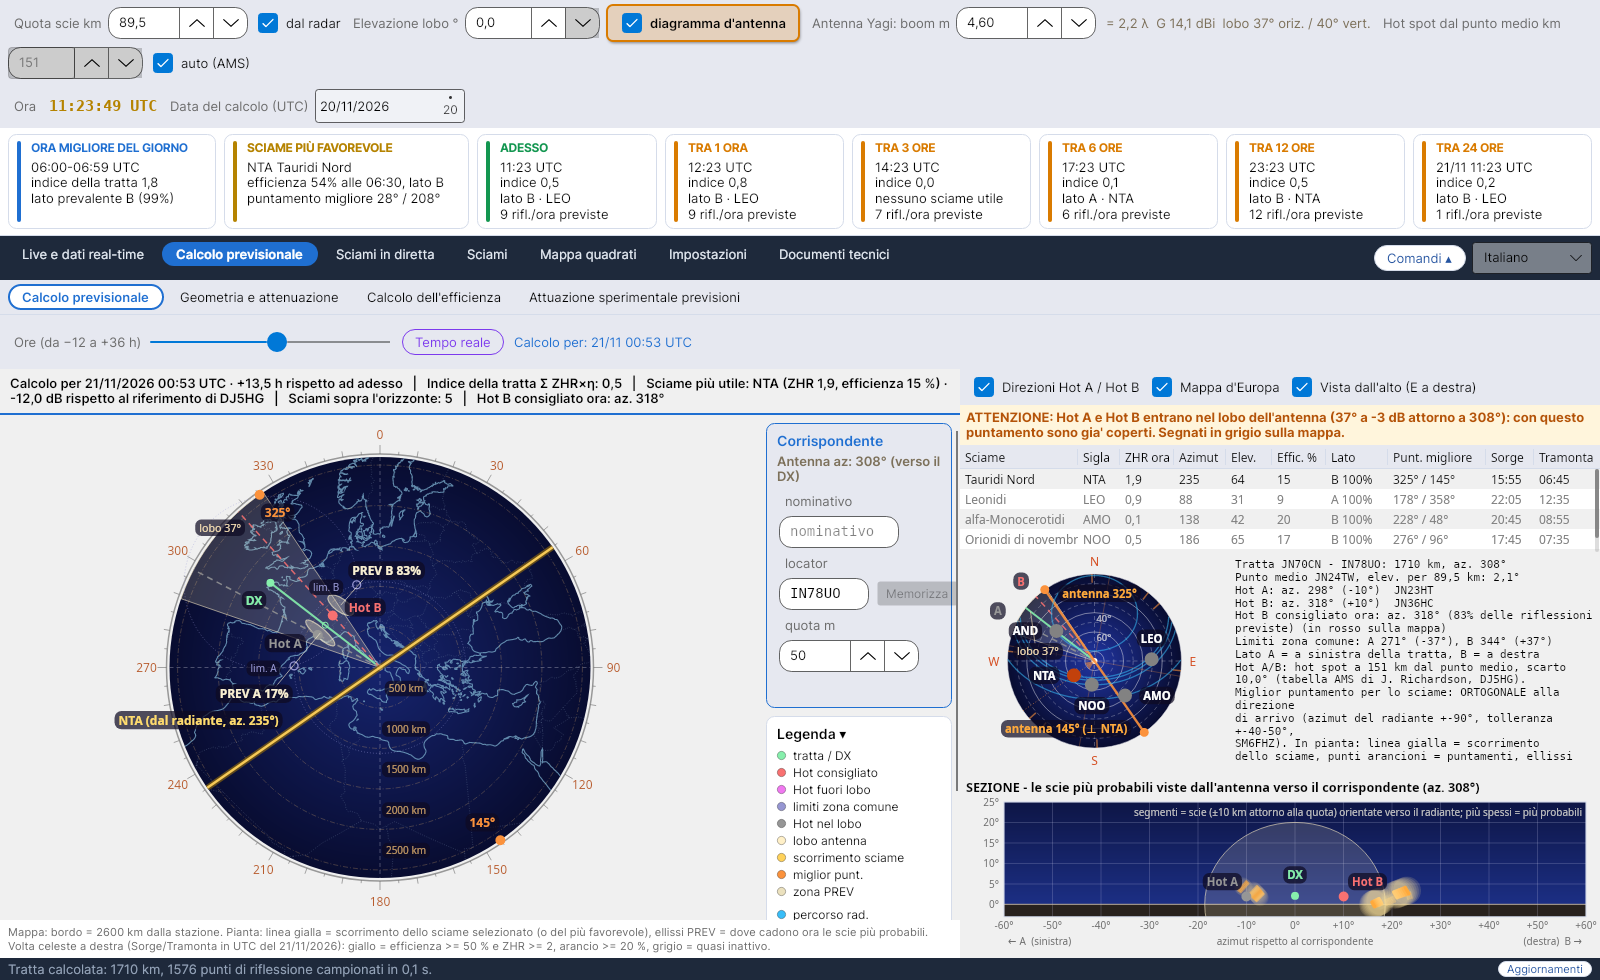 Quota scie km 89,5 dal radar Elevazione lobo ° 0,0 diagramma d'antenna Antenna Yagi: boom m 4,60 = 2,2 λ G 14,1 dBi lobo 37° oriz. / 40° vert. Hot spot dal punto medio km
151 auto (AMS)
Ora 11:23:49 UTC Data del calcolo (UTC) 20/11/2026 20
ORA MIGLIORE DEL GIORNO
06:00-06:59 UTC
indice della tratta 1,8
lato prevalente B (99%)
SCIAME PIÙ FAVOREVOLE
NTA Tauridi Nord
efficienza 54% alle 06:30, lato B
puntamento migliore 28° / 208°
ADESSO
11:23 UTC
indice 0,5
lato B · LEO
9 rifl./ora previste
TRA 1 ORA
12:23 UTC
indice 0,8
lato B · LEO
9 rifl./ora previste
TRA 3 ORE
14:23 UTC
indice 0,0
nessuno sciame utile
7 rifl./ora previste
TRA 6 ORE
17:23 UTC
indice 0,1
lato A · NTA
6 rifl./ora previste
TRA 12 ORE
23:23 UTC
indice 0,5
lato B · NTA
12 rifl./ora previste
TRA 24 ORE
21/11 11:23 UTC
indice 0,2
lato B · LEO
1 rifl./ora previste
Live e dati real-time Calcolo previsionale Sciami in diretta Sciami Mappa quadrati Impostazioni Documenti tecnici Comandi ▴ Italiano
Calcolo previsionale Geometria e attenuazione Calcolo dell'efficienza Attuazione sperimentale previsioni
Ore (da −12 a +36 h) Tempo reale Calcolo per: 21/11 00:53 UTC
Calcolo per 21/11/2026 00:53 UTC · +13,5 h rispetto ad adesso | Indice della tratta Σ ZHR×η: 0,5 | Sciame più utile: NTA (ZHR 1,9, efficienza 15 %) ·
-12,0 dB rispetto al riferimento di DJ5HG | Sciami sopra l'orizzonte: 5 | Hot B consigliato ora: az. 318°
0
330
30
325°
lobo 37°
300
60
PREV B 83%
lim. B
DX
Hot B
Hot A
270
lim. A
90
500 km
PREV A 17%
NTA (dal radiante, az. 235°)
1000 km
1500 km
240
120
2000 km
145°
2500 km
210
150
180
Corrispondente
Antenna az: 308° (verso il
DX)
nominativo
nominativo
locator
IN78UO Memorizza
quota m
50
Legenda ▾
tratta / DX
Hot consigliato
Hot fuori lobo
limiti zona comune
Hot nel lobo
lobo antenna
scorrimento sciame
miglior punt.
zona PREV
percorso rad.
Mappa: bordo = 2600 km dalla stazione. Pianta: linea gialla = scorrimento dello sciame selezionato (o del più favorevole), ellissi PREV = dove cadono ora le scie più probabili.
Volta celeste a destra (Sorge/Tramonta in UTC del 21/11/2026): giallo = efficienza >= 50 % e ZHR >= 2, arancio >= 20 %, grigio = quasi inattivo.
Direzioni Hot A / Hot B Mappa d'Europa Vista dall'alto (E a destra)
ATTENZIONE: Hot A e Hot B entrano nel lobo dell'antenna (37° a -3 dB attorno a 308°): con questo
puntamento sono gia' coperti. Segnati in grigio sulla mappa.
Sciame Sigla ZHR ora Azimut Elev. Effic. % Lato Punt. migliore Sorge Tramonta
Tauridi Nord NTA 1,9 235 64 15 B 100% 325° / 145° 15:55 06:45
Leonidi LEO 0,9 88 31 9 A 100% 178° / 358° 22:05 12:35
alfa-Monocerotidi AMO 0,1 138 42 20 B 100% 228° / 48° 20:45 08:55
Orionidi di novembr NOO 0,5 186 65 17 B 100% 276° / 96° 17:45 07:35
N
B
antenna 325°
A
40°
AND
60°
LEO
lobo 37°
W
E
NTA
AMO
NOO
antenna 145° (⊥ NTA)
S
Tratta JN70CN - IN78UO: 1710 km, az. 308°
Punto medio JN24TW, elev. per 89,5 km: 2,1°
Hot A: az. 298° (-10°) JN23HT
Hot B: az. 318° (+10°) JN36HC
Hot B consigliato ora: az. 318° (83% delle riflessioni
previste) (in rosso sulla mappa)
Limiti zona comune: A 271° (-37°), B 344° (+37°)
Lato A = a sinistra della tratta, B = a destra
Hot A/B: hot spot a 151 km dal punto medio, scarto
10,0° (tabella AMS di J. Richardson, DJ5HG).
Miglior puntamento per lo sciame: ORTOGONALE alla
direzione
di arrivo (azimut del radiante +-90°, tolleranza
+-40-50°,
SM6FHZ). In pianta: linea gialla = scorrimento
dello sciame, punti arancioni = puntamenti, ellissi
SEZIONE - le scie più probabili viste dall'antenna verso il corrispondente (az. 308°)
25°
segmenti = scie (±10 km attorno alla quota) orientate verso il radiante; più spessi = più probabili
20°
15°
10°
5°
0°
Hot A DX Hot B
-60° -50° -40° -30° -20° -10° 0° +10° +20° +30° +40° +50° +60°
← A (sinistra) azimut rispetto al corrispondente (destra) B →
Tratta calcolata: 1710 km, 1576 punti di riflessione campionati in 0,1 s. Aggiornamenti